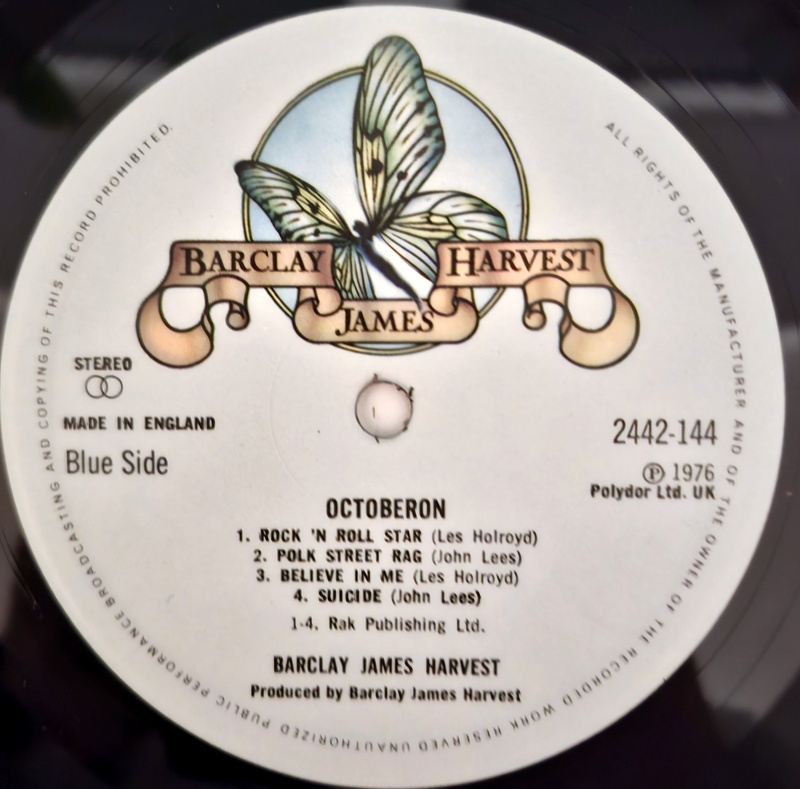 BARCLAY
JAMES
HARVEST
STEREO
MADE IN ENGLAND
Blue Side
2442-144
Ⓟ 1976
Polydor Ltd. UK
OCTOBERON
1. ROCK 'N ROLL STAR (Les Holroyd)
2. POLK STREET RAG (John Lees)
3. BELIEVE IN ME (Les Holroyd)
4. SUICIDE (John Lees)
1-4. Rak Publishing Ltd.
BARCLAY JAMES HARVEST
Produced by Barclay James Harvest
ALL RIGHTS OF THE MANUFACTURER AND OF THE OWNER OF THE RECORDED WORK RESERVED UNAUTHORIZED PUBLIC PERFORMANCE BROADCASTING AND COPYING OF THIS RECORD PROHIBITED.